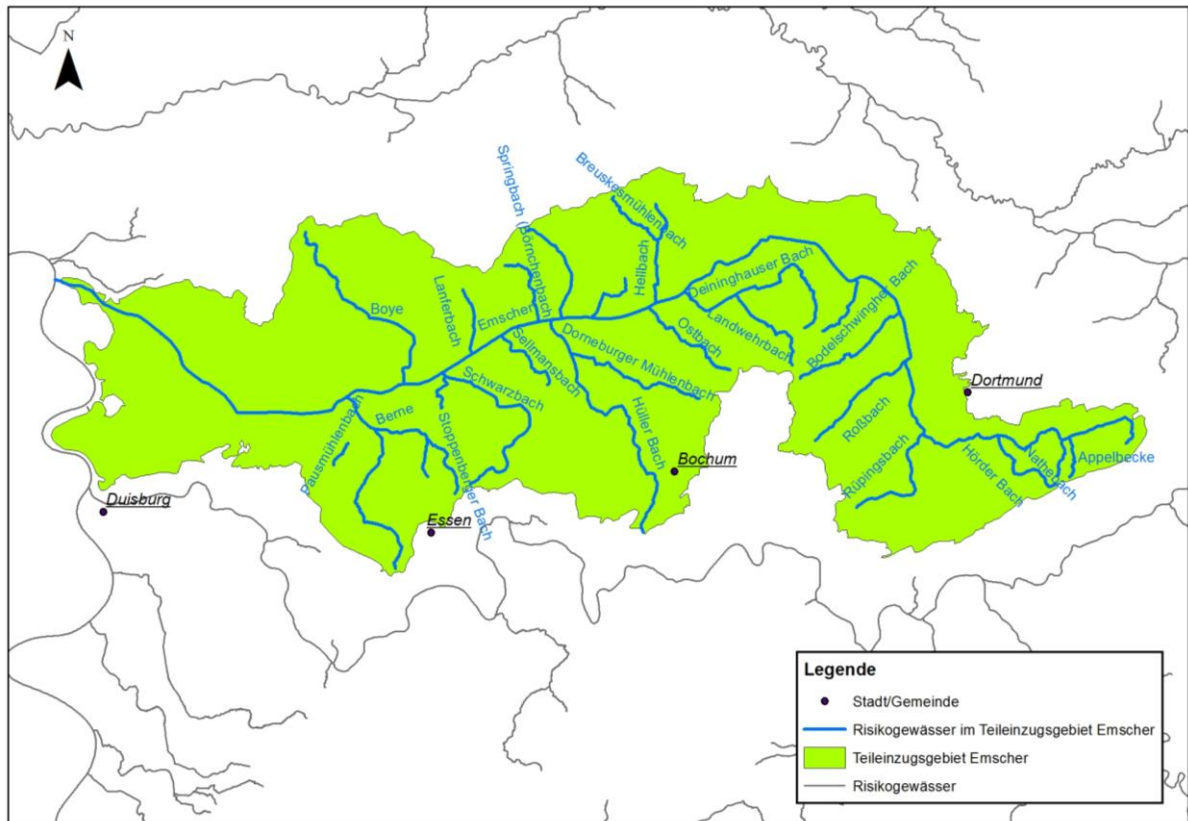 N
Springbach (Börnchenbach
Breuskesmühlenbach
Hellbach
Deininghauser Bach
Lanferbach
Emscher
Boye
Sellmansbach
Dorneburger Mühlenbach
Ostbach
Landwehrbach
Bodelschwingher Bach
Schwarzbach
Dortmund
Berne
Pausmühlenbach
Stoppenberger Bach
Hüller Bach
Roßbach
Bochum
Rüpingsbach
Hörder Bach
Nathebach
Appelbecke
Duisburg
Essen
Legende
Stadt/Gemeinde
Risikogewässer im Teileinzugsgebiet Emscher
Teileinzugsgebiet Emscher
Risikogewässer